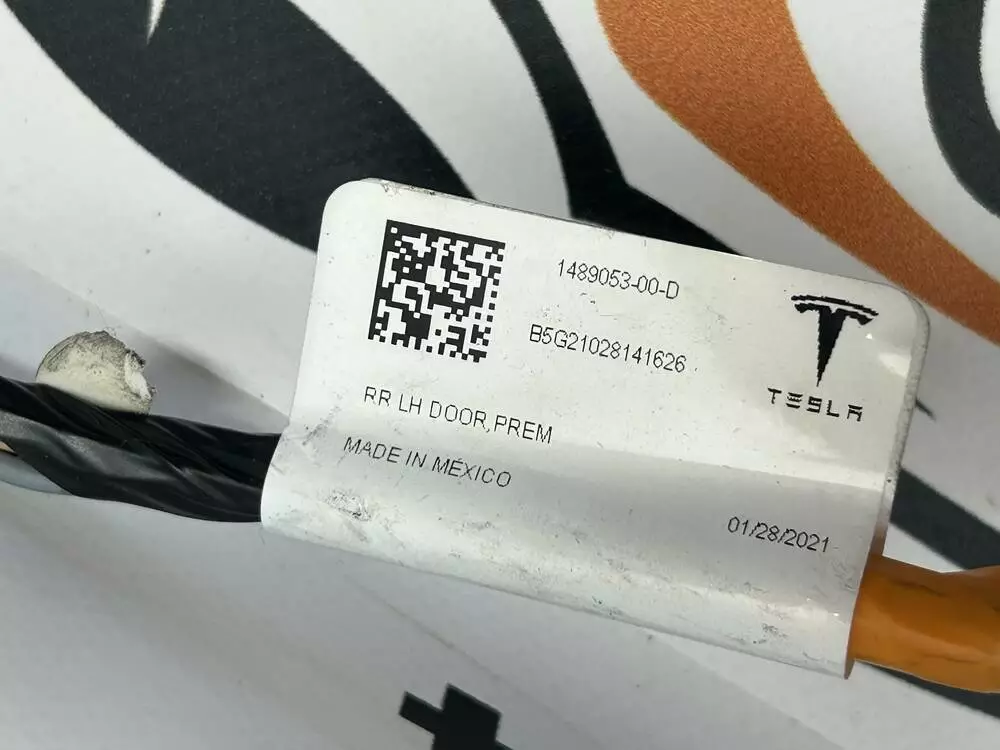 1489053-00-D
B5G21028141626
TESLA
RR LH DOOR,PREM
MADE IN MEXICO
01/28/2021